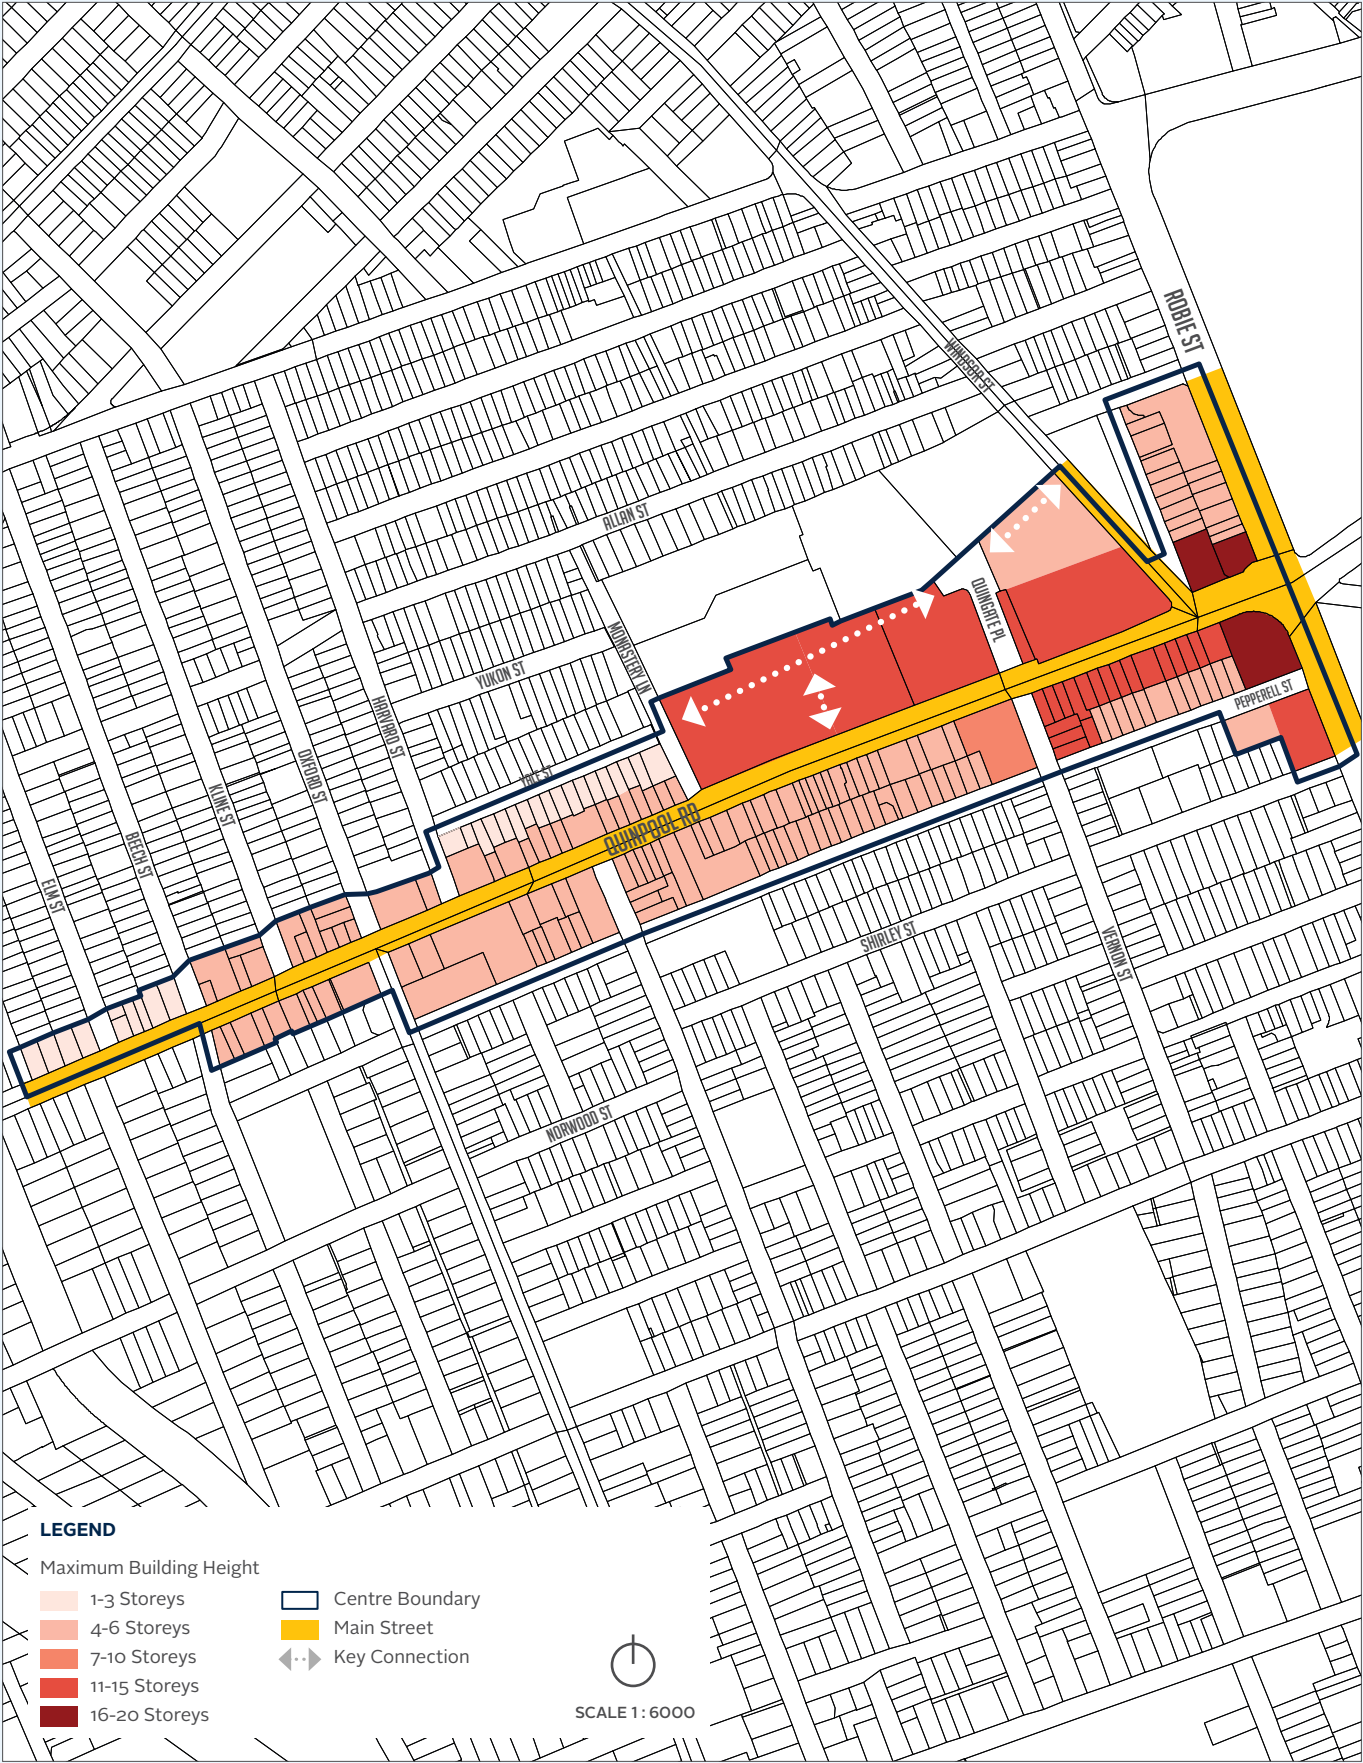 ROBIE ST
WINDSOR ST
ALLAN ST
QUINGATE PL
MONASTERY LN
YUKON ST
PEPPERELL ST
HARVARD ST
OXFORD ST
YALE ST
KLINE ST
QUINPOOL RD
BEECH ST
ELM ST
SHIRLEY ST
VERNON ST
NORWOOD ST
LEGEND
Maximum Building Height
1-3 Storeys
4-6 Storeys
7-10 Storeys
11-15 Storeys
16-20 Storeys
Centre Boundary
Main Street
Key Connection
SCALE 1 : 6000